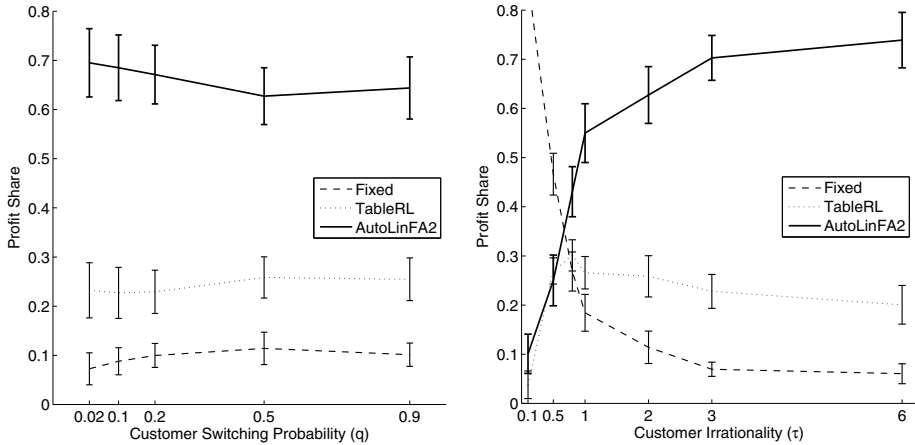 0.8
0.7
0.6
0.5
0.4
0.3
0.2
0.1
0
Profit Share
Fixed
TableRL
AutoLinFA2
0.02 0.1 0.2 0.5 0.9
Customer Switching Probability (q)
0.8
0.7
0.6
0.5
0.4
0.3
0.2
0.1
0
Profit Share
Fixed
TableRL
AutoLinFA2
0.1 0.5 1 2 3 6
Customer Irrationality (τ)